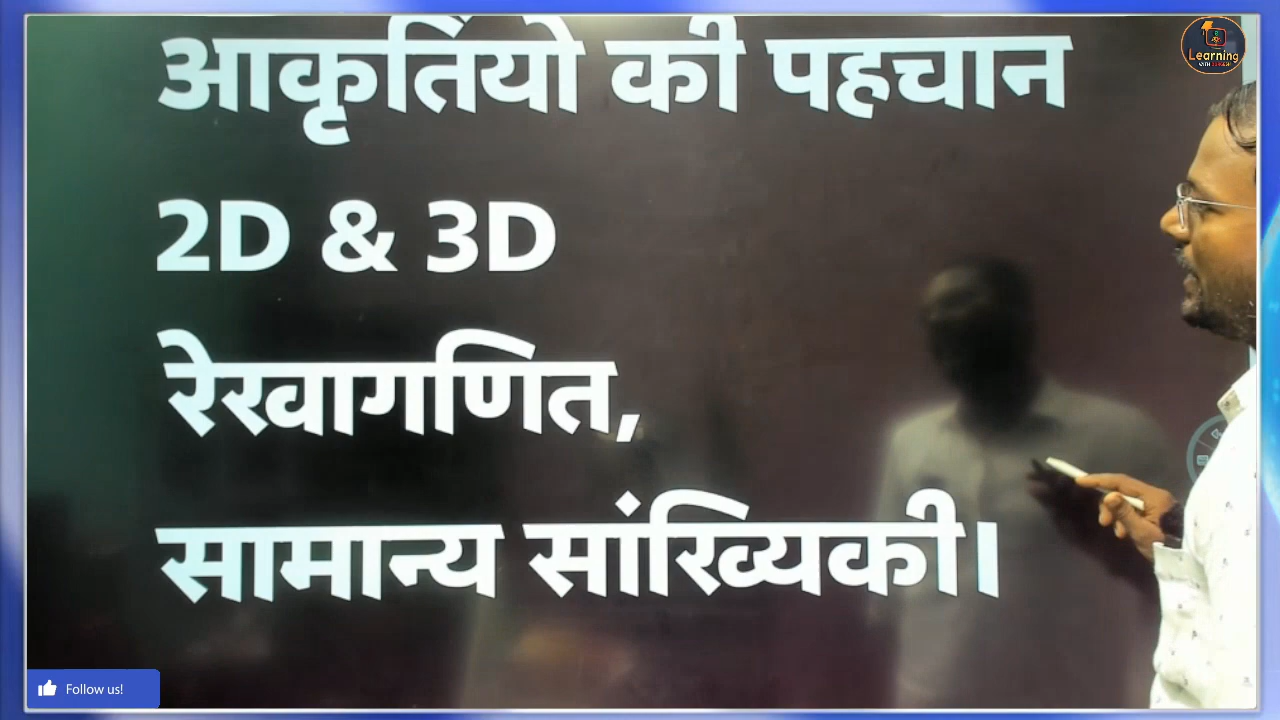 आकृतियो की पहचान
2D & 3D
रेखागणित,
सामान्य सांख्यिकी।
Learning
Follow us!